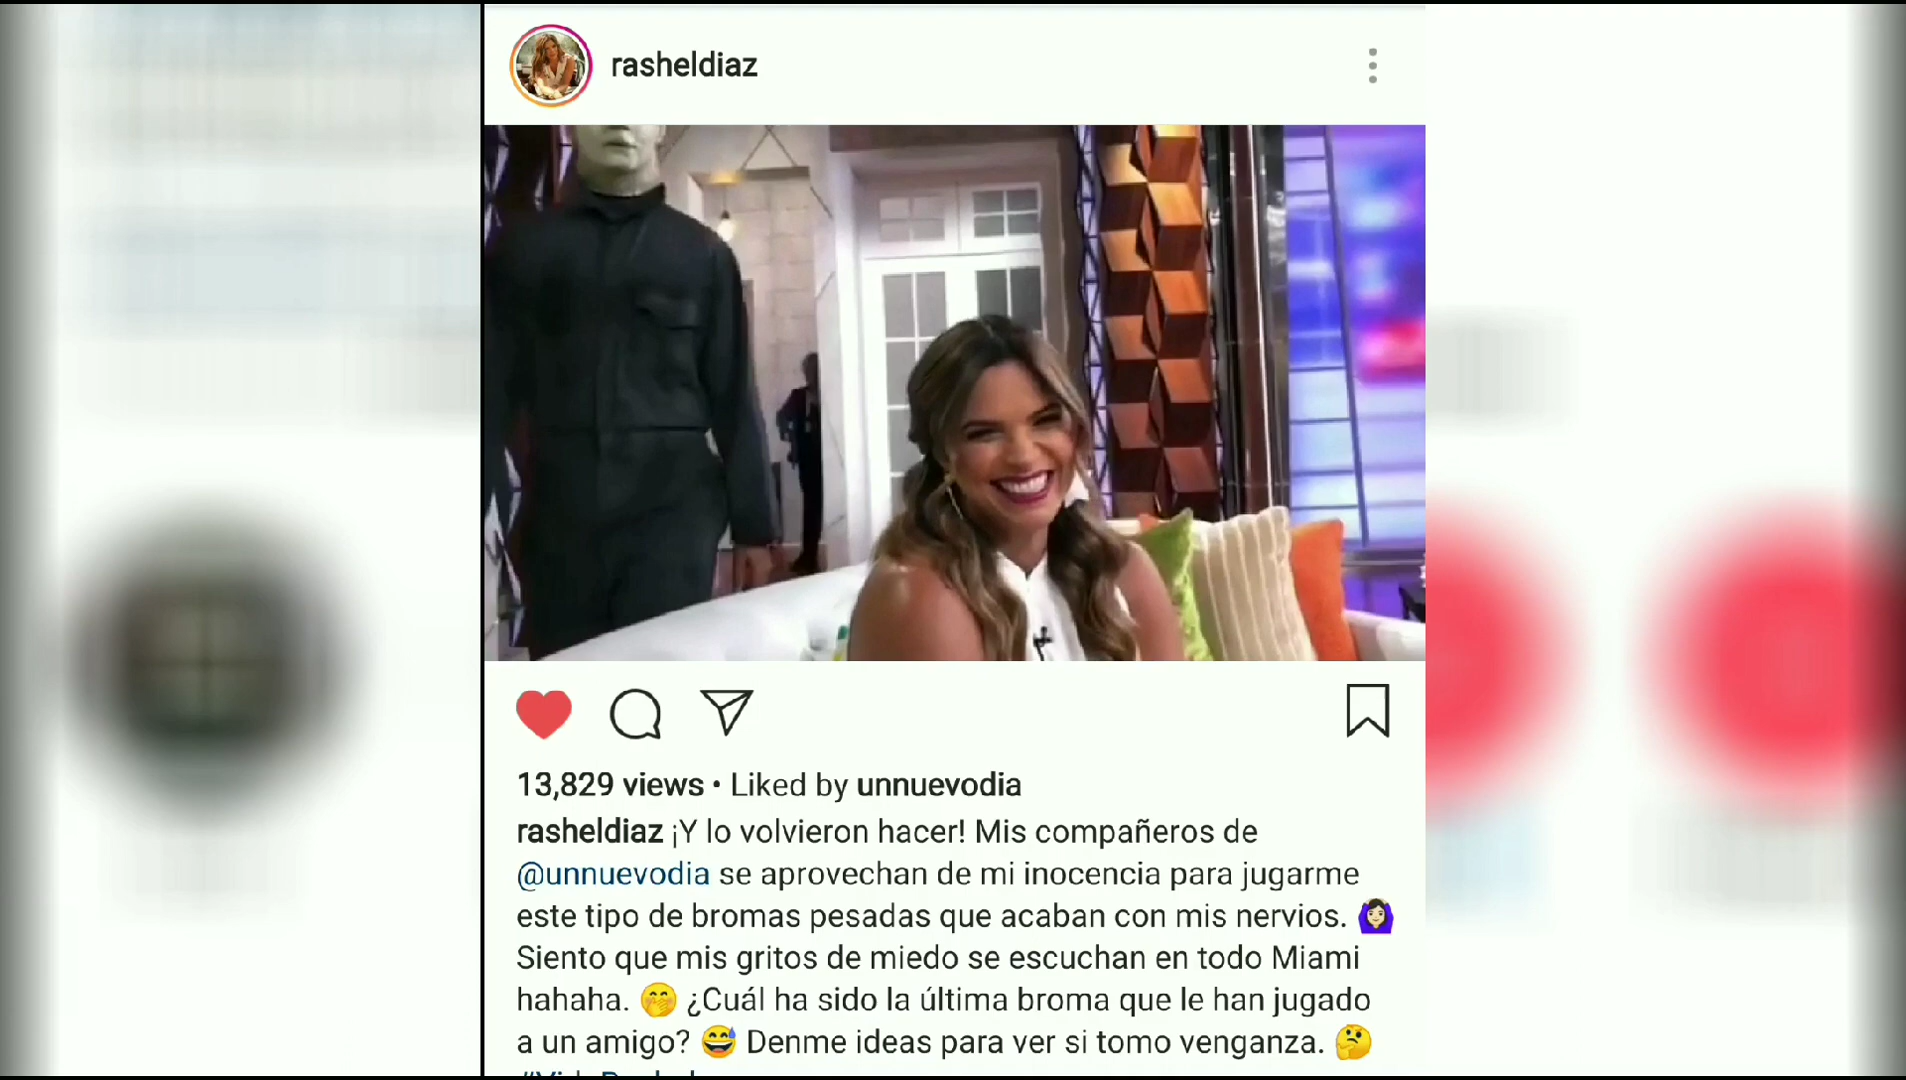 rasheldiaz
13,829 views • Liked by unnuevodia
rasheldiaz ¡Y lo volvieron hacer! Mis compañeros de
@unnuevodia se aprovechan de mi inocencia para jugarme
este tipo de bromas pesadas que acaban con mis nervios. 🙆🏻‍♀️
Siento que mis gritos de miedo se escuchan en todo Miami
hahaha. 🤭 ¿Cuál ha sido la última broma que le han jugado
a un amigo? 😅 Denme ideas para ver si tomo venganza. 🤔